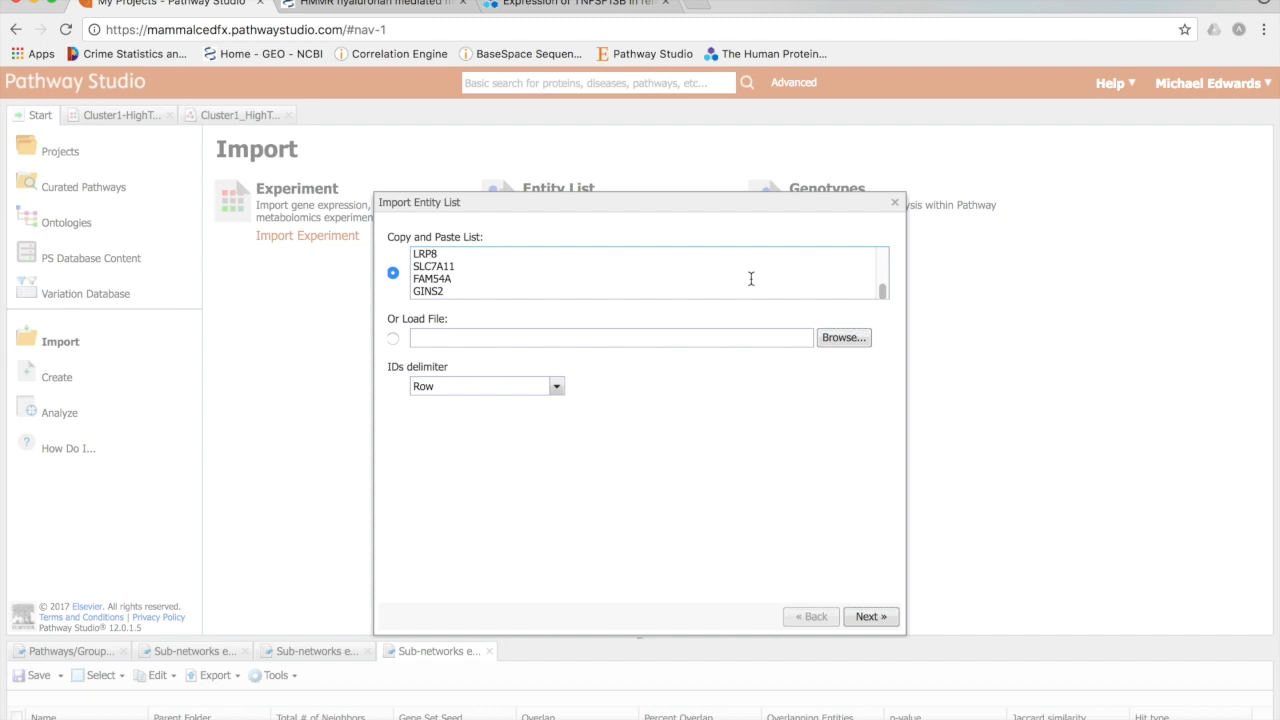 My Projects - Pathway Studio
HMMR hyaluronan mediated m
Expression of TNFSF13B in
https://mammalcedfx.pathwaystudio.com/#nav-1
Apps
Crime Statistics an...
Home - GEO - NCBI
Correlation Engine
BaseSpace Sequen...
Pathway Studio
The Human Protein...
Pathway Studio
Basic search for proteins, diseases, pathways, etc...
Advanced
Help
Michael Edwards
Start
Cluster1-HighT...
Cluster1_HighT...
Projects
Curated Pathways
Ontologies
PS Database Content
Variation Database
Import
Create
Analyze
How Do I...
© 2017 Elsevier. All rights reserved.
Terms and Conditions | Privacy Policy
Pathway Studio® 12.0.1.5
Import
Experiment
Import gene expression,
metabolomics experimen
Import Experiment
Entity List
Genotypes
ysis within Pathway
Import Entity List
Copy and Paste List:
LRP8
SLC7A11
FAM54A
GINS2
Or Load File:
Browse...
IDs delimiter
Row
« Back
Next »
Pathways/Group...
Sub-networks e...
Sub-networks e...
Sub-networks e...
Save
Select
Edit
Export
Tools
Name
Parent Folder
Total # of Neighbors
Gene Set Seed
Overlap
Percent Overlap
Overlapping Entities
p-value
Jaccard similarity
Hit type